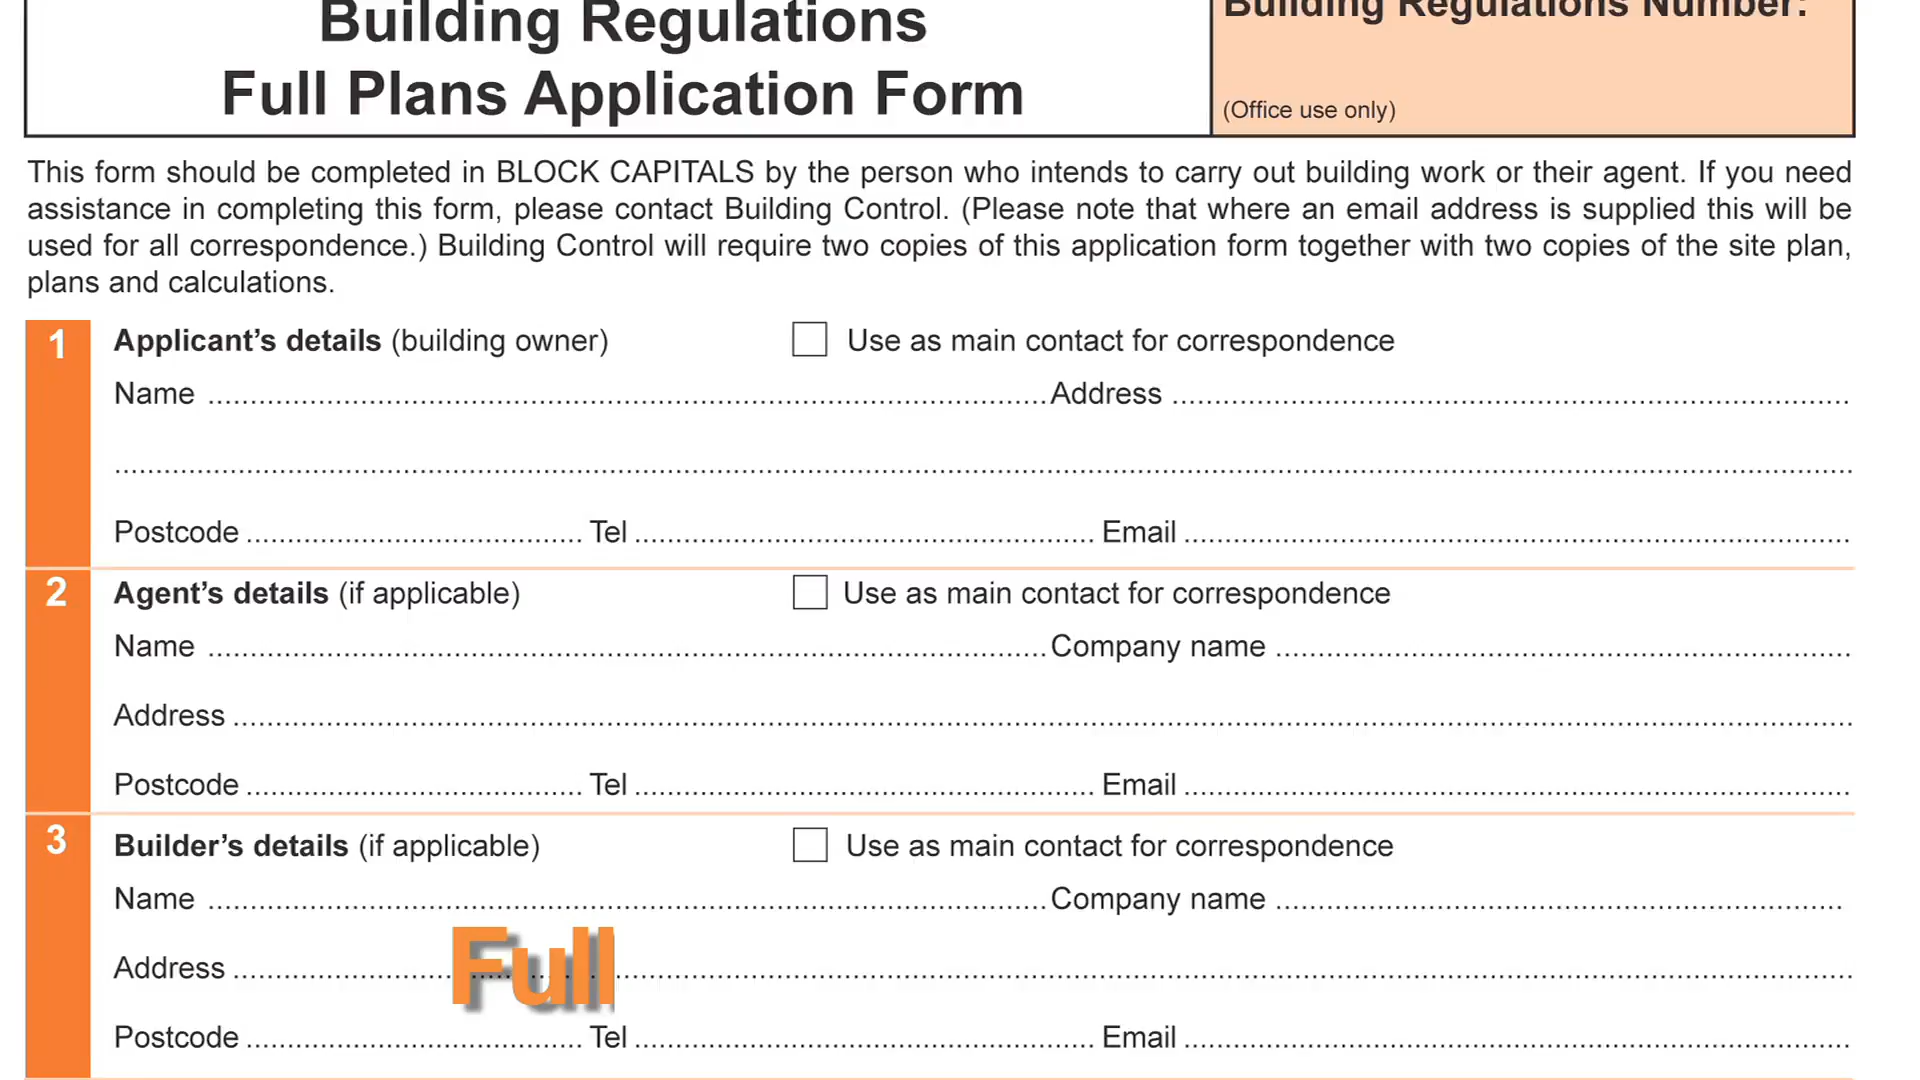 Building Regulations
Full Plans Application Form
Building Regulations Number:
(Office use only)
This form should be completed in BLOCK CAPITALS by the person who intends to carry out building work or their agent. If you need
assistance in completing this form, please contact Building Control. (Please note that where an email address is supplied this will be
used for all correspondence.) Building Control will require two copies of this application form together with two copies of the site plan,
plans and calculations.
1 Applicant’s details (building owner) Use as main contact for correspondence
Name Address
Postcode Tel Email
2 Agent’s details (if applicable) Use as main contact for correspondence
Name Company name
Address
Postcode Tel Email
3 Builder’s details (if applicable) Use as main contact for correspondence
Name Company name
Address
Full
Postcode Tel Email